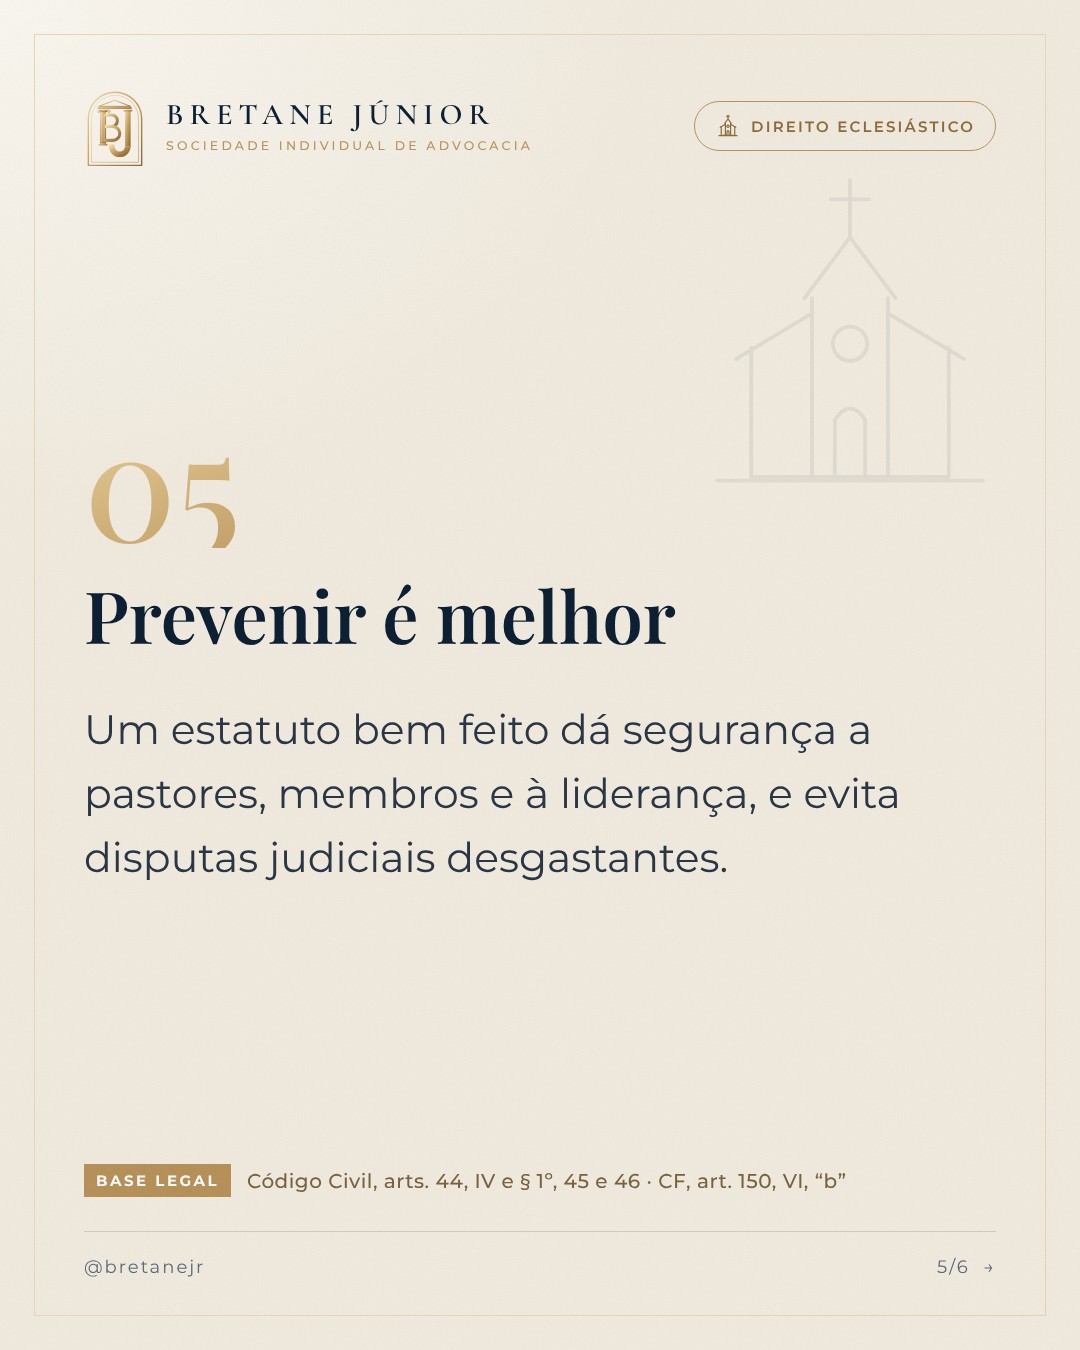 BRETANE JÚNIOR
SOCIEDADE INDIVIDUAL DE ADVOCACIA
DIREITO ECLESIÁSTICO
05
Prevenir é melhor
Um estatuto bem feito dá segurança a
pastores, membros e à liderança, e evita
disputas judiciais desgastantes.
BASE LEGAL Código Civil, arts. 44, IV e § 1º, 45 e 46 · CF, art. 150, VI, “b”
@bretanejr
5/6 →